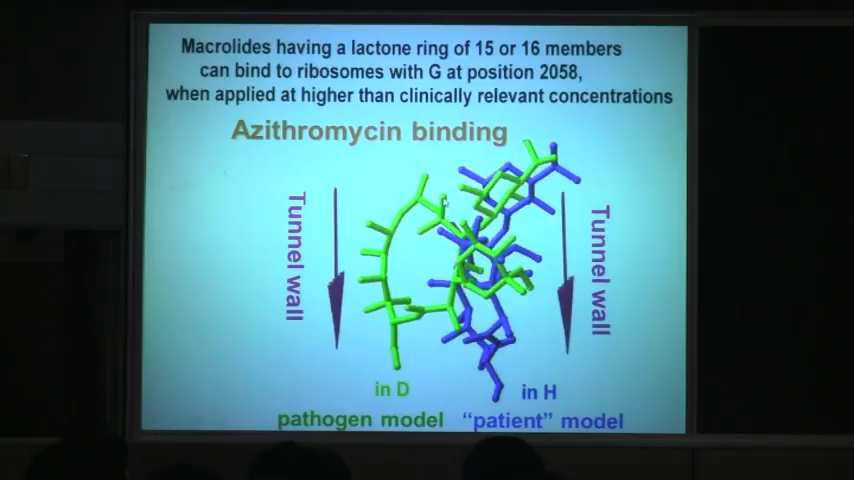 Macrolides having a lactone ring of 15 or 16 members
can bind to ribosomes with G at position 2058,
when applied at higher than clinically relevant concentrations
Azithromycin binding
Tunnel wall
Tunnel wall
in D
pathogen model
in H
“patient” model